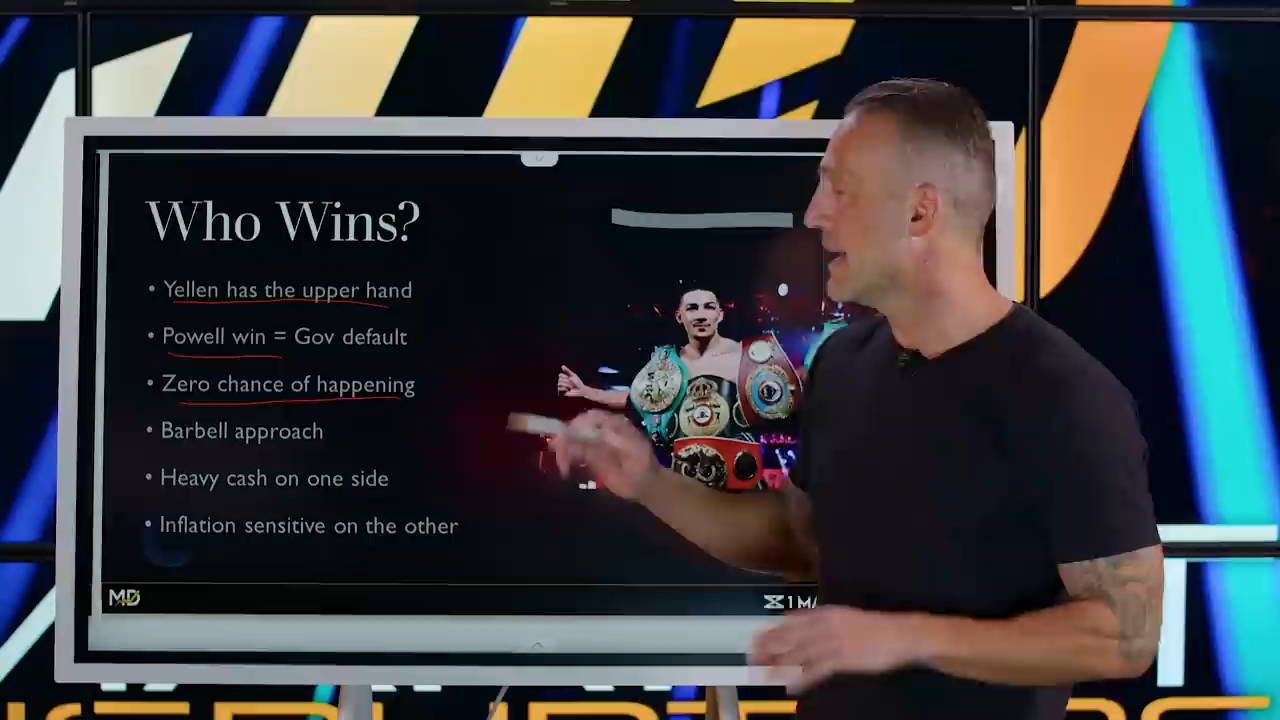 Who Wins?
• Yellen has the upper hand
• Powell win = Gov default
• Zero chance of happening
• Barbell approach
• Heavy cash on one side
• Inflation sensitive on the other
MD
1